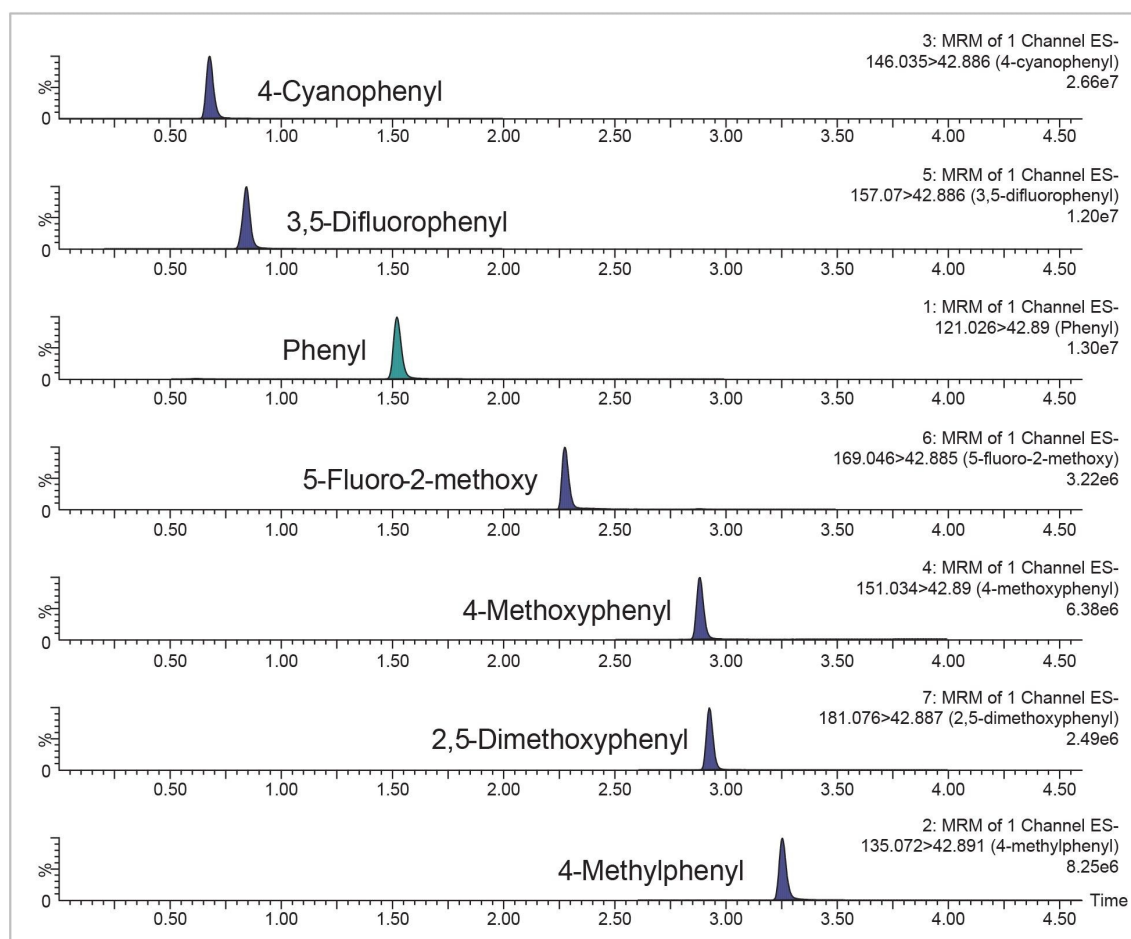 3: MRM of 1 Channel ES-
146.035>42.886 (4-cyanophenyl)
2.66e7
%
4-Cyanophenyl
0
0.50 1.00 1.50 2.00 2.50 3.00 3.50 4.00 4.50
5: MRM of 1 Channel ES-
157.07>42.886 (3,5-difluorophenyl)
1.20e7
%
3,5-Difluorophenyl
0
0.50 1.00 1.50 2.00 2.50 3.00 3.50 4.00 4.50
1: MRM of 1 Channel ES-
121.026>42.89 (Phenyl)
1.30e7
%
Phenyl
0
0.50 1.00 1.50 2.00 2.50 3.00 3.50 4.00 4.50
6: MRM of 1 Channel ES-
169.046>42.885 (5-fluoro-2-methoxy)
3.22e6
%
5-Fluoro-2-methoxy
0
0.50 1.00 1.50 2.00 2.50 3.00 3.50 4.00 4.50
4: MRM of 1 Channel ES-
151.034>42.89 (4-methoxyphenyl)
6.38e6
%
4-Methoxyphenyl
0
0.50 1.00 1.50 2.00 2.50 3.00 3.50 4.00 4.50
7: MRM of 1 Channel ES-
181.076>42.887 (2,5-dimethoxyphenyl)
2.49e6
%
2,5-Dimethoxyphenyl
0
0.50 1.00 1.50 2.00 2.50 3.00 3.50 4.00 4.50
2: MRM of 1 Channel ES-
135.072>42.891 (4-methylphenyl)
8.25e6
%
4-Methylphenyl
0
Time
0.50 1.00 1.50 2.00 2.50 3.00 3.50 4.00 4.50